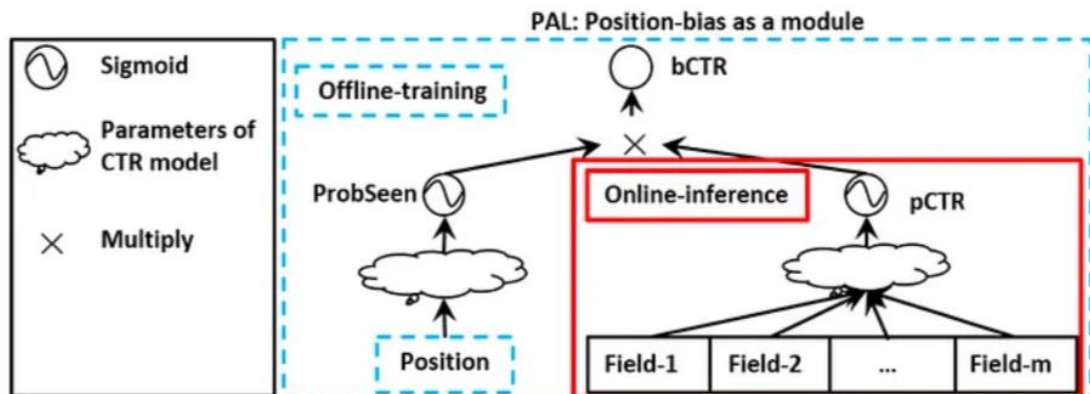 PAL: Position-bias as a module
Sigmoid
Parameters of
CTR model
Multiply
Offline-training
bCTR
ProbSeen
Online-inference
pCTR
Position
Field-1
Field-2
...
Field-m